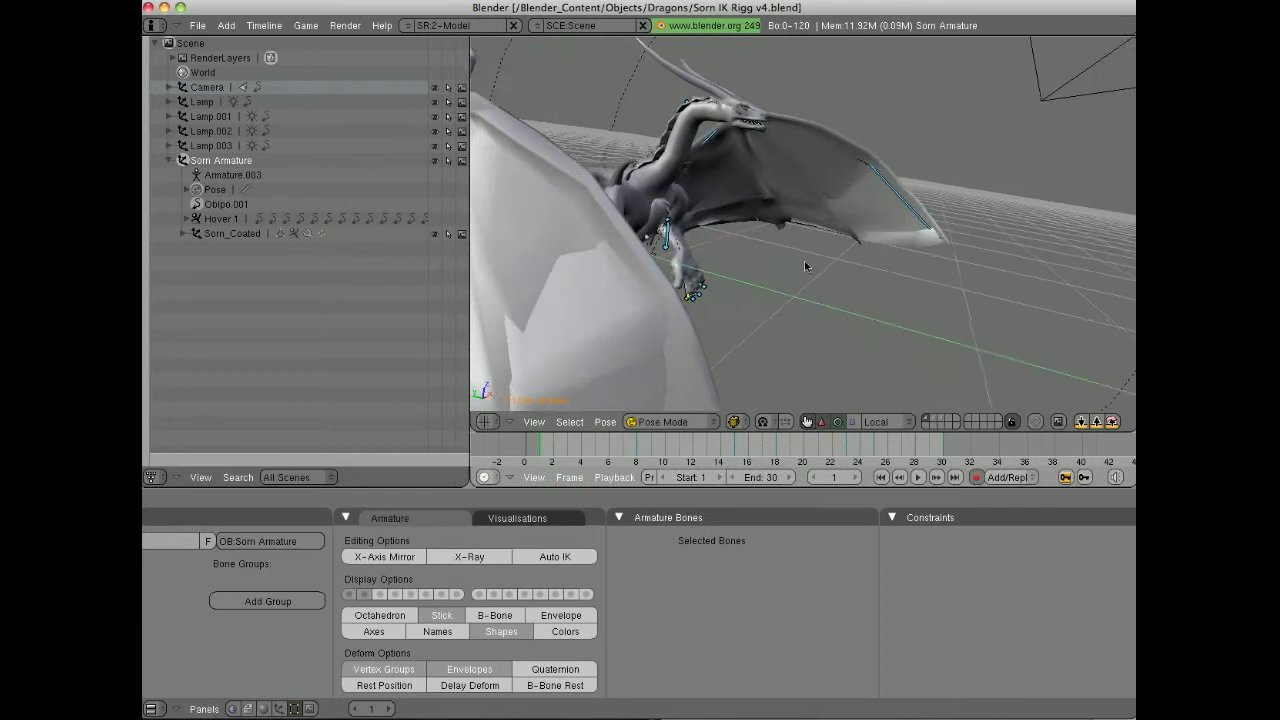 Blender [/Blender_Content/Objects/Dragons/Sorn IK Rigg v4.blend]
File Add Timeline Game Render Help SR:2-Model SCE:Scene www.blender.org 249 Bo:0-120 | Mem:11.92M (0.09M) Sorn Armature
Scene
RenderLayers |
World
Camera |
Lamp |
Lamp.001 |
Lamp.002 |
Lamp.003 |
Sorn Armature
Armature.003
Pose |
ObIpo.001
Hover 1 |
Sorn_Coated |
View Select Pose Pose Mode Local
-2 0 2 4 6 8 10 12 14 16 18 20 22 24 26 28 30 32 34 36 38 40 42
View Search All Scenes
View Frame Playback Pr Start: 1 End: 30 1 Add/Repl
Armature Visualisations Armature Bones Constraints
F OB:Sorn Armature Editing Options Selected Bones
X-Axis Mirror X-Ray Auto IK
Bone Groups:
Display Options
Add Group
Octahedron Stick B-Bone Envelope
Axes Names Shapes Colors
Deform Options
Vertex Groups Envelopes Quaternion
Rest Position Delay Deform B-Bone Rest
Panels 1